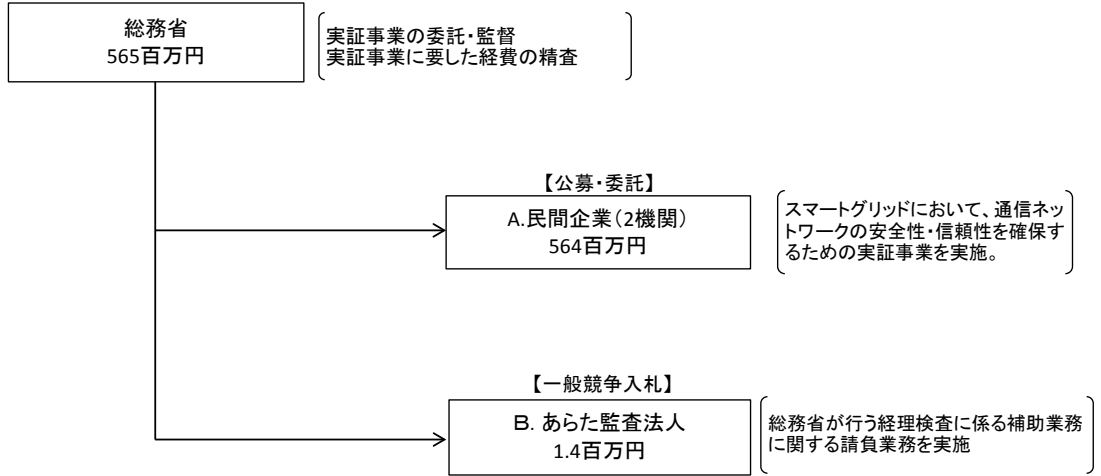 総務省
565百万円
実証事業の委託・監督
実証事業に要した経費の精査
【公募・委託】
A.民間企業(2機関)
564百万円
スマートグリッドにおいて、通信ネッ
トワークの安全性・信頼性を確保す
るための実証事業を実施。
【一般競争入札】
B. あらた監査法人
1.4百万円
総務省が行う経理検査に係る補助業務
に関する請負業務を実施